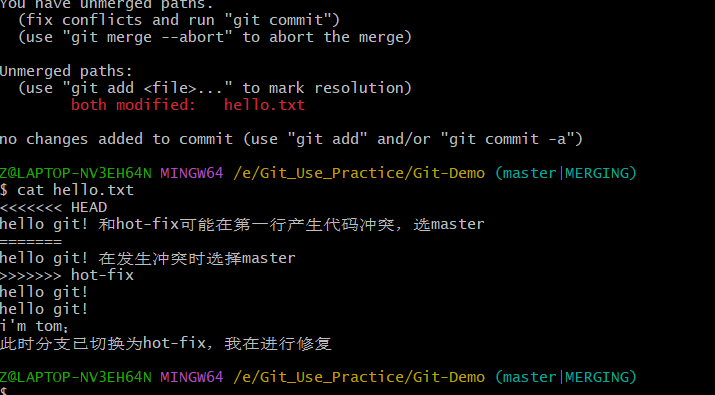 You have unmerged paths.
(fix conflicts and run "git commit")
(use "git merge --abort" to abort the merge)
Unmerged paths:
(use "git add <file>..." to mark resolution)
both modified:   hello.txt
no changes added to commit (use "git add" and/or "git commit -a")
Z@LAPTOP-NV3EH64N MINGW64 /e/Git_Use_Practice/Git-Demo (master|MERGING)
$ cat hello.txt
<<<<<<< HEAD
hello git! 和hot-fix可能在第一行产生代码冲突，选master
=======
hello git! 在发生冲突时选择master
>>>>>>> hot-fix
hello git!
hello git!
i'm tom;
此时分支已切换为hot-fix，我在进行修复
Z@LAPTOP-NV3EH64N MINGW64 /e/Git_Use_Practice/Git-Demo (master|MERGING)
$